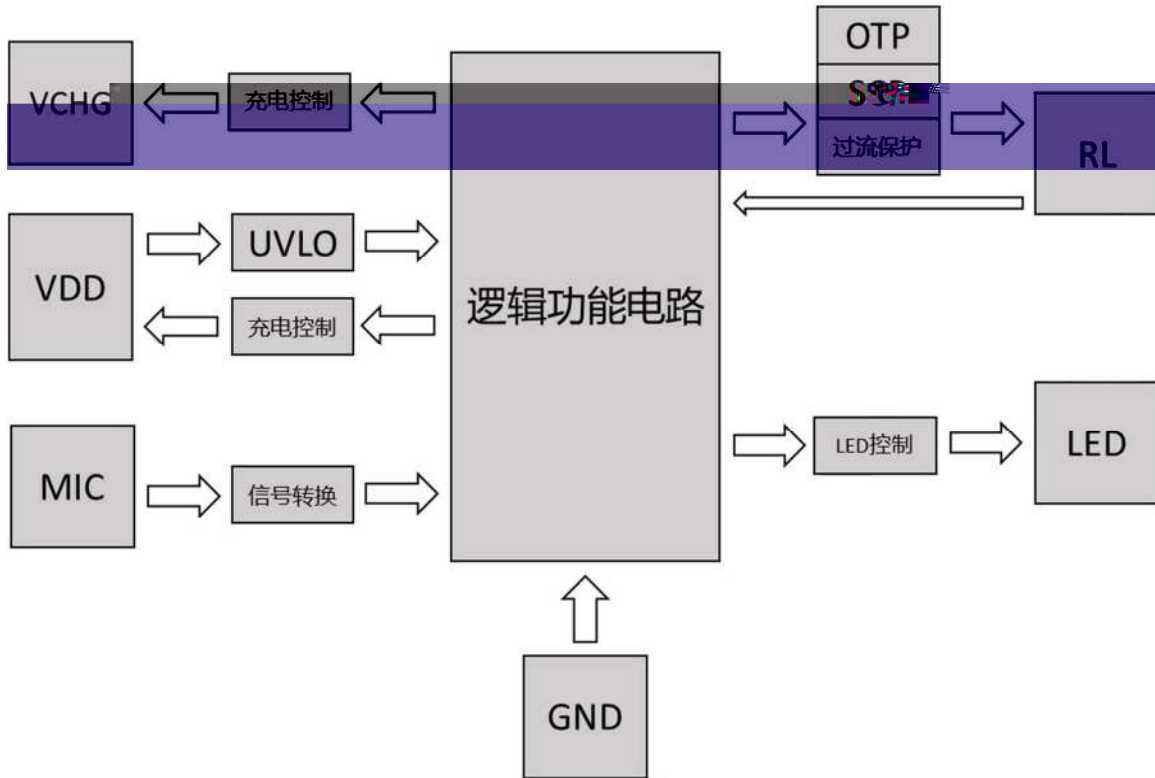 OTP
VCHG
充电控制
过流保护
RL
VDD
UVLO
充电控制
逻辑功能电路
MIC
信号转换
LED控制
LED
GND